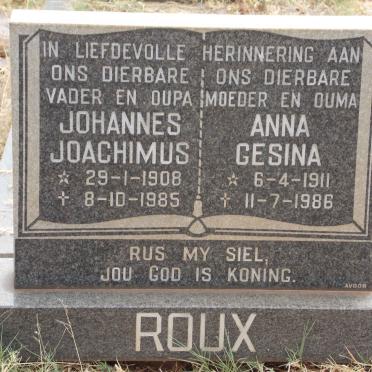 IN LIEFDEVOLLE HERINNERING AAN
ONS DIERBARE
VADER EN OUPA
JOHANNES
JOACHIMUS
☆ 29-1-1908
✝ 8-10-1985
ONS DIERBARE
MOEDER EN OUMA
ANNA
GESINA
☆ 6-4-1911
✝ 11-7-1986
RUS MY SIEL,
JOU GOD IS KONING.
AVBOB
ROUX